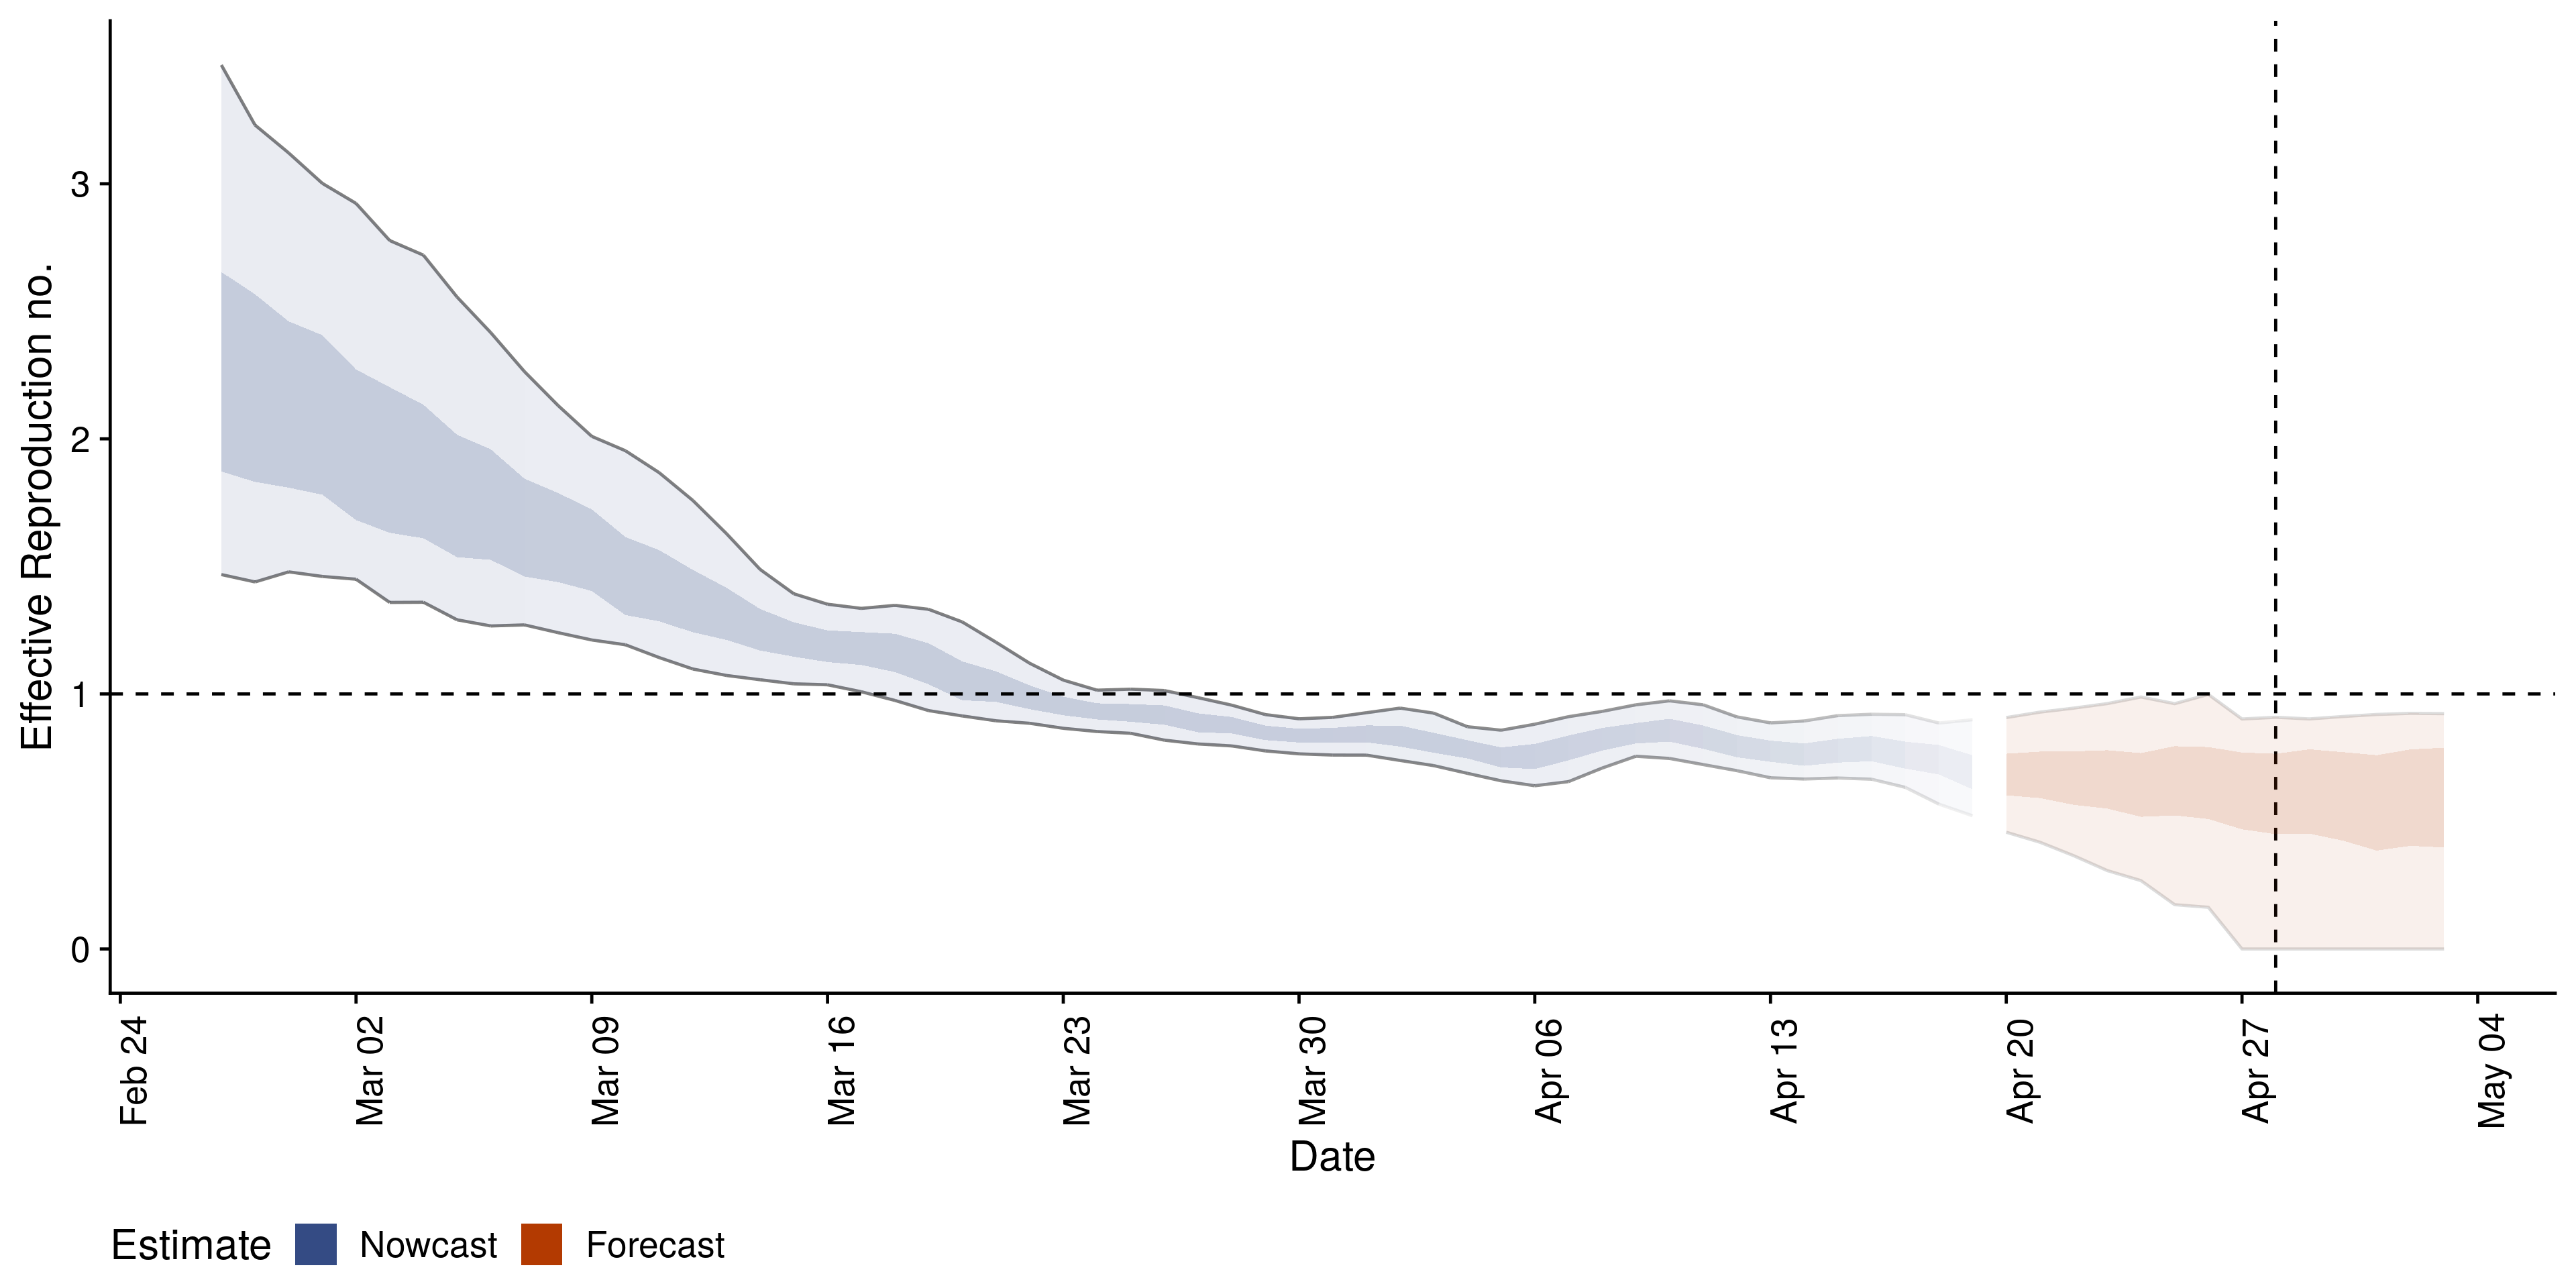 Effective Reproduction no.
3
2
1
0
Feb 24
Mar 02
Mar 09
Mar 16
Mar 23
Mar 30
Apr 06
Apr 13
Apr 20
Apr 27
May 04
Date
Estimate Nowcast Forecast